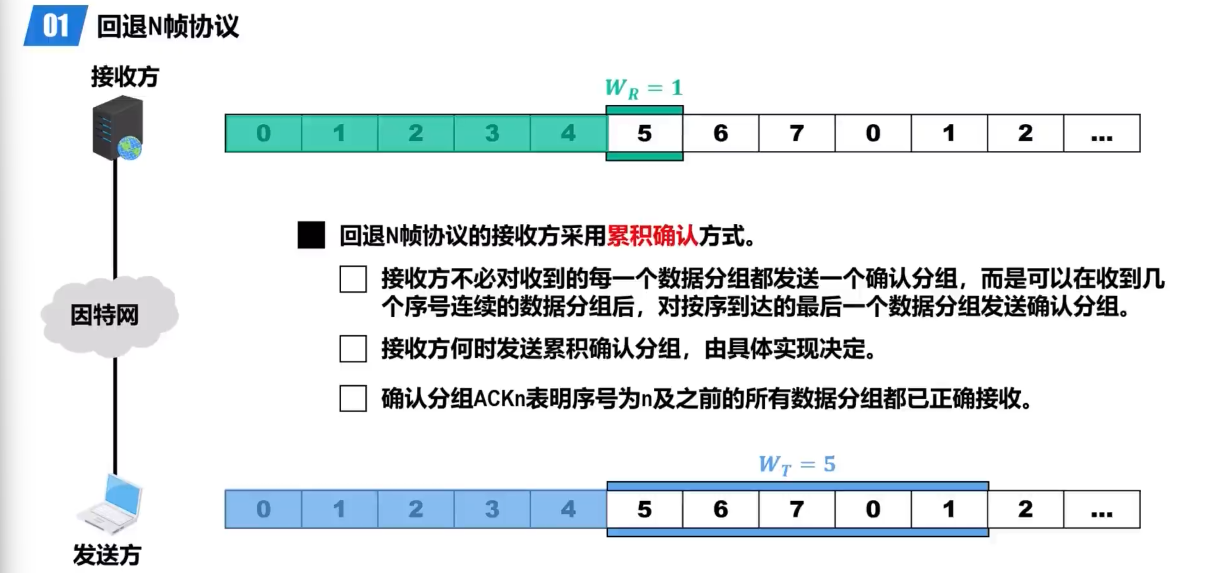 01 回退N帧协议
接收方
W_R = 1
0 1 2 3 4 5 6 7 0 1 2 ...
回退N帧协议的接收方采用累积确认方式。
接收方不必对收到的每一个数据分组都发送一个确认分组，而是可以在收到几
个序号连续的数据分组后，对按序到达的最后一个数据分组发送确认分组。
因特网
接收方何时发送累积确认分组，由具体实现决定。
确认分组ACKn表明序号为n及之前的所有数据分组都已正确接收。
W_T = 5
0 1 2 3 4 5 6 7 0 1 2 ...
发送方